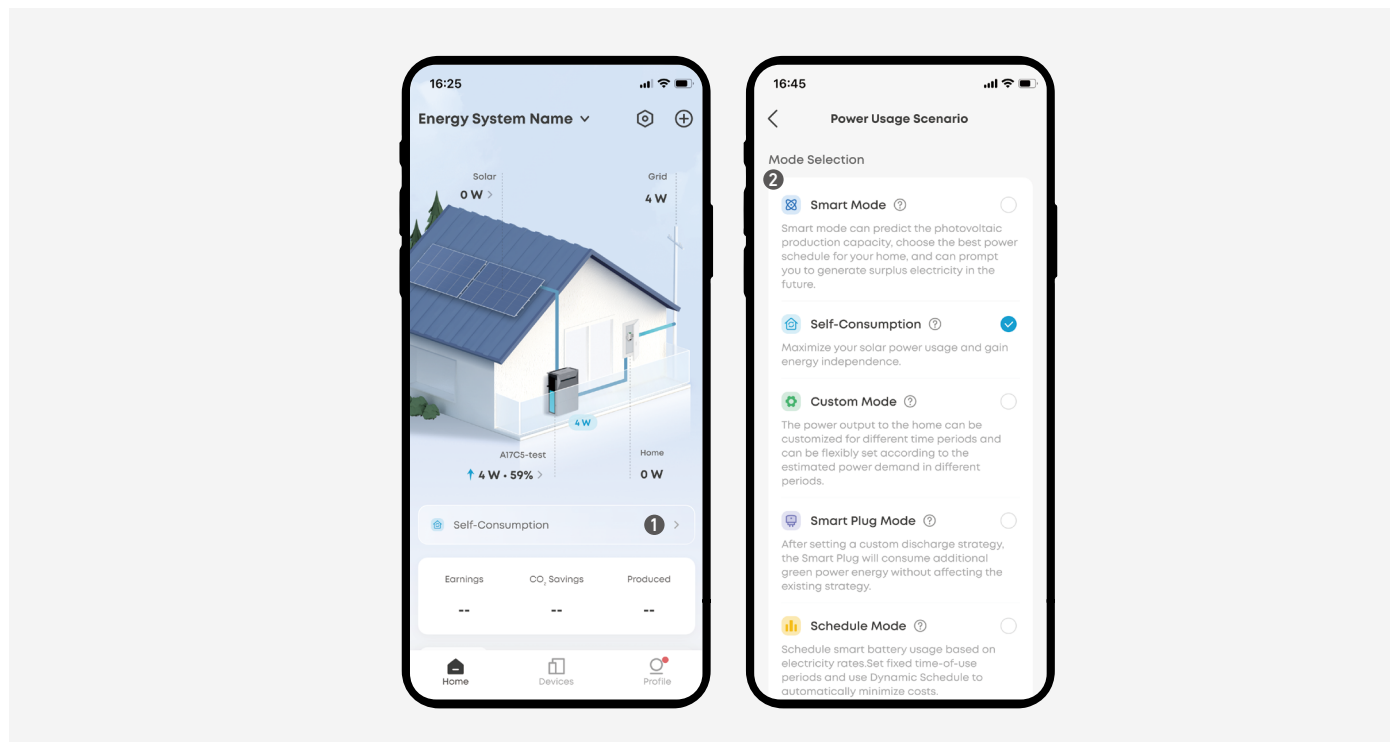 16:25
Energy System Name
Solar
0 W >
Grid
4 W
4 W
A17C5-test
4 W • 59% >
Home
0 W
Self-Consumption
1
Earnings
CO2 Savings
Produced
--
--
--
Home
Devices
Profile
16:45
Power Usage Scenario
Mode Selection
2
Smart Mode ?
Smart mode can predict the photovoltaic
production capacity, choose the best power
schedule for your home, and can prompt
you to generate surplus electricity in the
future.
Self-Consumption ?
Maximize your solar power usage and gain
energy independence.
Custom Mode ?
The power output to the home can be
customized for different time periods and
can be flexibly set according to the
estimated power demand in different
periods.
Smart Plug Mode ?
After setting a custom discharge strategy,
the Smart Plug will consume additional
green power energy without affecting the
existing strategy.
Schedule Mode ?
Schedule smart battery usage based on
electricity rates.Set fixed time-of-use
periods and use Dynamic Schedule to
automatically minimize costs.